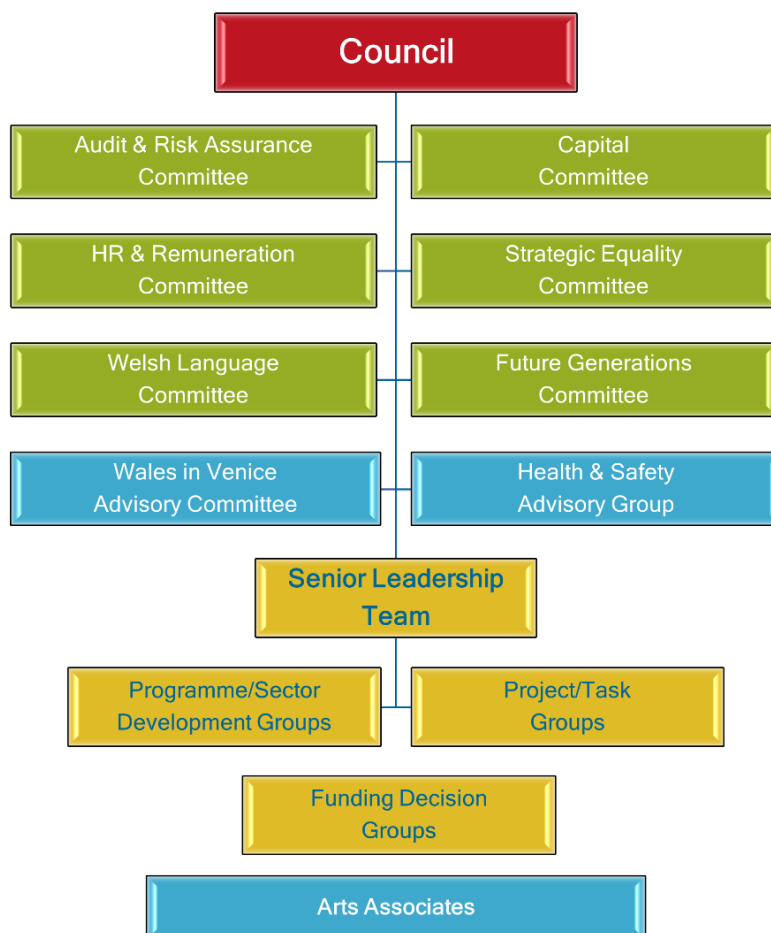 Council
Audit & Risk Assurance
Committee
Capital
Committee
HR & Remuneration
Committee
Strategic Equality
Committee
Welsh Language
Committee
Future Generations
Committee
Wales in Venice
Advisory Committee
Health & Safety
Advisory Group
Senior Leadership
Team
Programme/Sector
Development Groups
Project/Task
Groups
Funding Decision
Groups
Arts Associates